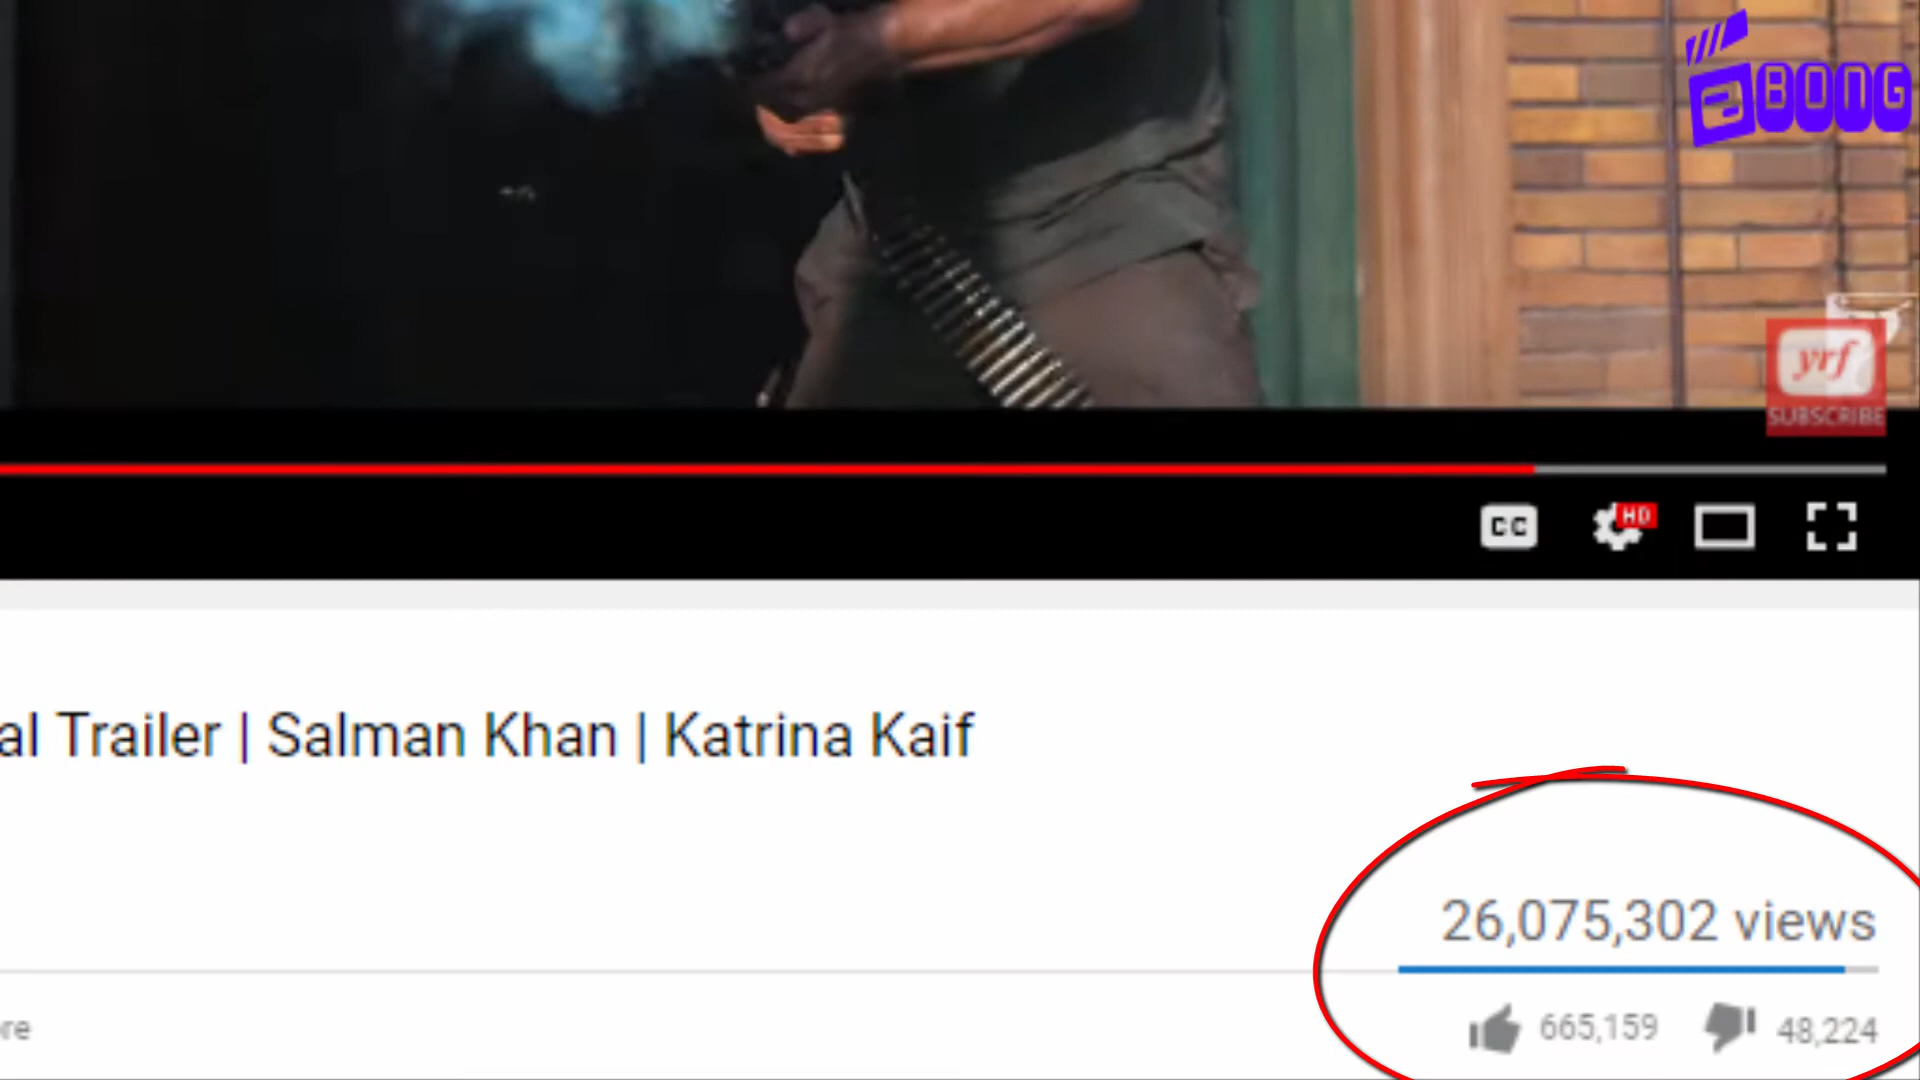 BONG
yrf
SUBSCRIBE
CC
HD
al Trailer | Salman Khan | Katrina Kaif
26,075,302 views
re
665,159
48,224